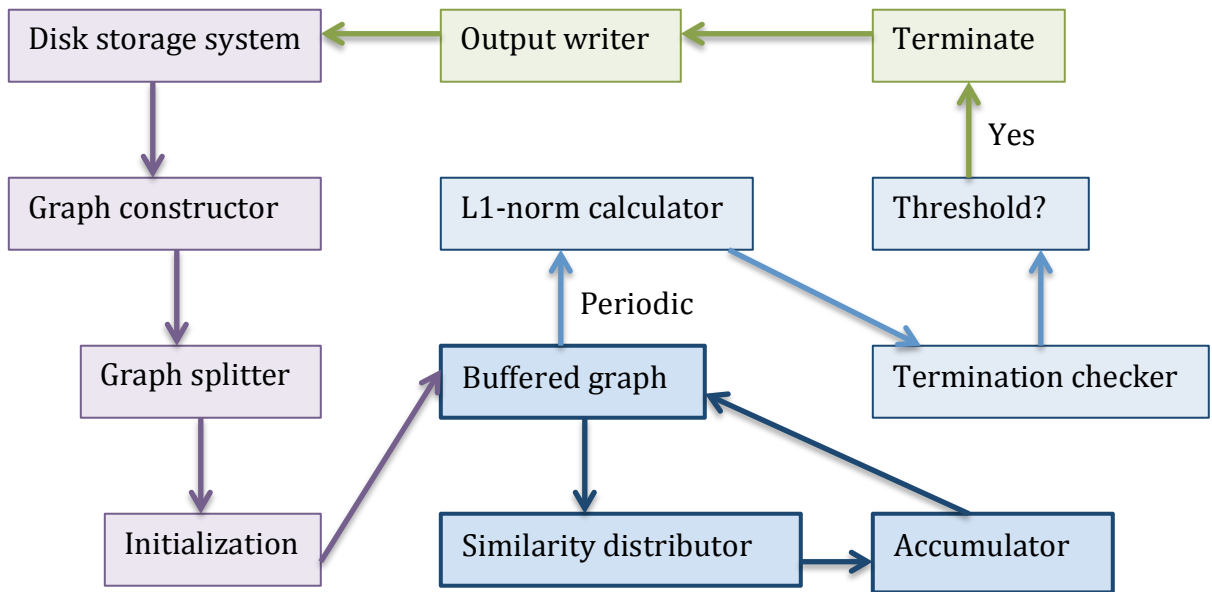 Disk storage system
Output writer
Terminate
Yes
Graph constructor
L1-norm calculator
Threshold?
Periodic
Graph splitter
Buffered graph
Termination checker
Initialization
Similarity distributor
Accumulator